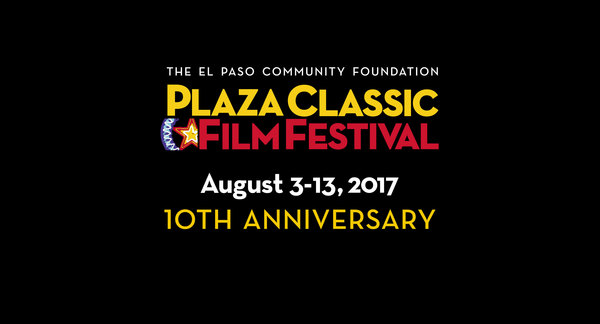 THE EL PASO COMMUNITY FOUNDATION
PLAZA CLASSIC
FILM FESTIVAL
August 3-13, 2017
10TH ANNIVERSARY